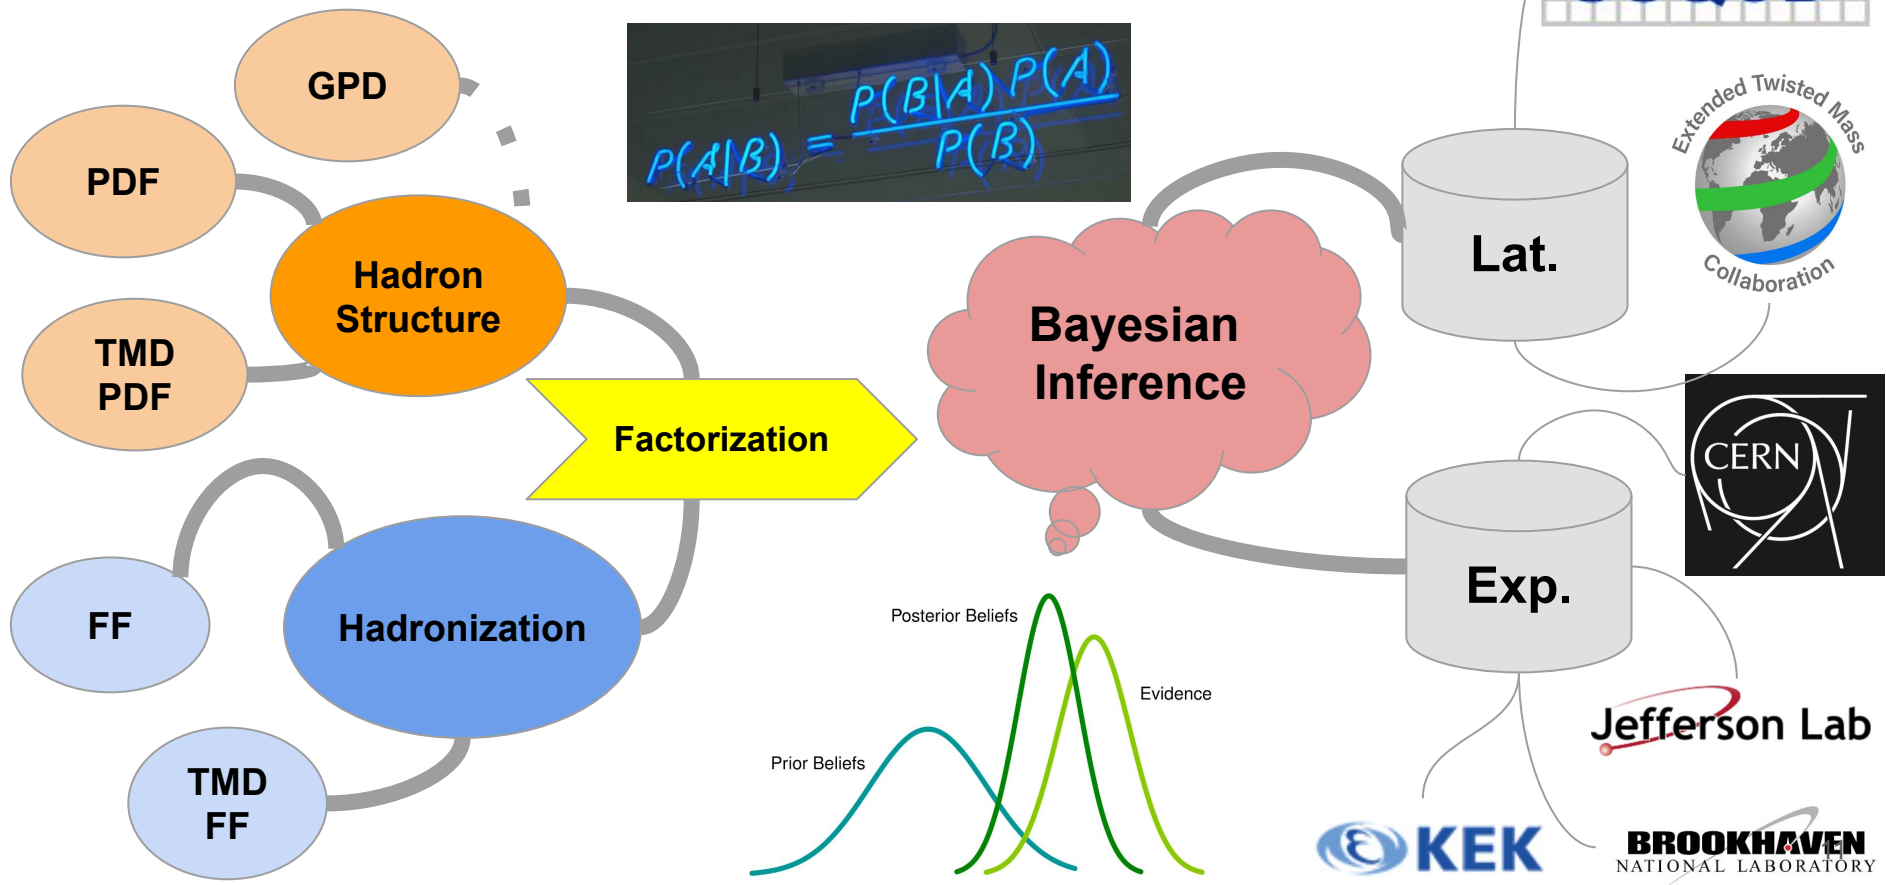 GPD
PDF
Hadron
Structure
TMD
PDF
Factorization
FF
Hadronization
TMD
FF
P(A|B) = P(B|A) P(A)
P(B)
Bayesian
Inference
Posterior Beliefs
Evidence
Prior Beliefs
Lat.
Extended Twisted Mass
Collaboration
CERN
Exp.
Jefferson Lab
KEK
BROOKHAVEN
NATIONAL LABORATORY
11